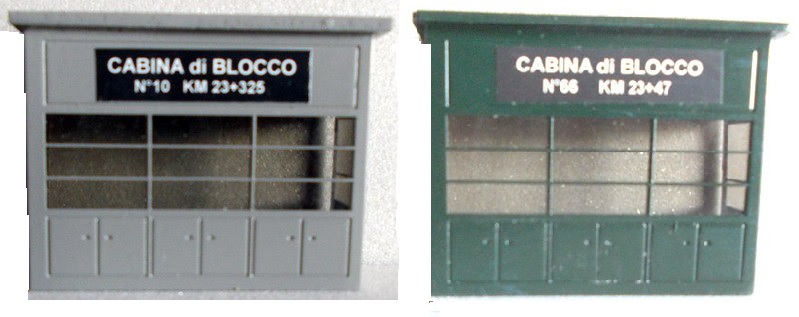 CABINA di BLOCCO
N°10 KM 23+325
CABINA di BLOCCO
N°66 KM 23+47